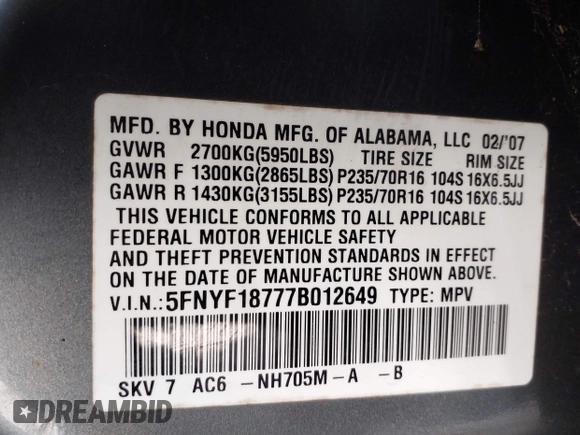 MFD. BY HONDA MFG. OF ALABAMA, LLC 02/'07
GVWR 2700KG(5950LBS) TIRE SIZE RIM SIZE
GAWR F 1300KG(2865LBS) P235/70R16 104S 16X6.5JJ
GAWR R 1430KG(3155LBS) P235/70R16 104S 16X6.5JJ
THIS VEHICLE CONFORMS TO ALL APPLICABLE
FEDERAL MOTOR VEHICLE SAFETY
AND THEFT PREVENTION STANDARDS IN EFFECT
ON THE DATE OF MANUFACTURE SHOWN ABOVE.
V.I.N.: 5FNYF18777B012649 TYPE: MPV
SKV 7 AC6 -NH705M-A -B
DREAMBID